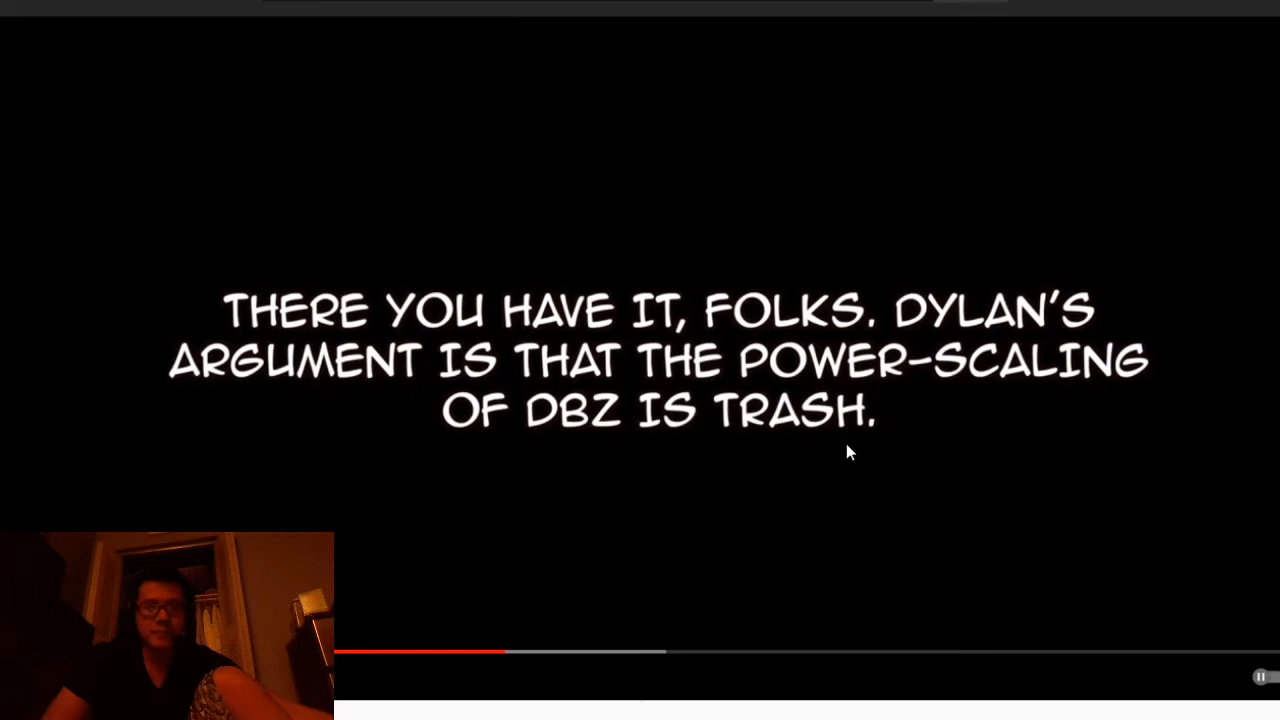 THERE YOU HAVE IT, FOLKS. DYLAN'S
ARGUMENT IS THAT THE POWER-SCALING
OF DBZ IS TRASH.